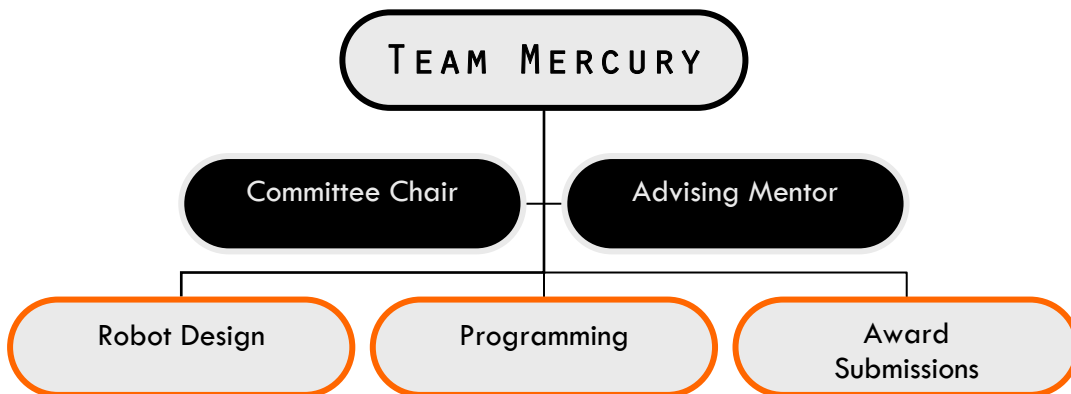 TEAM MERCURY
Committee Chair
Advising Mentor
Robot Design
Programming
Award
Submissions